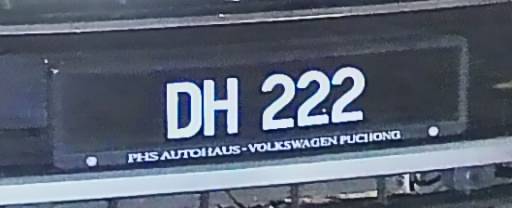 DH 222
PHS AUTOHAUS - VOLKSWAGEN PUCHONG